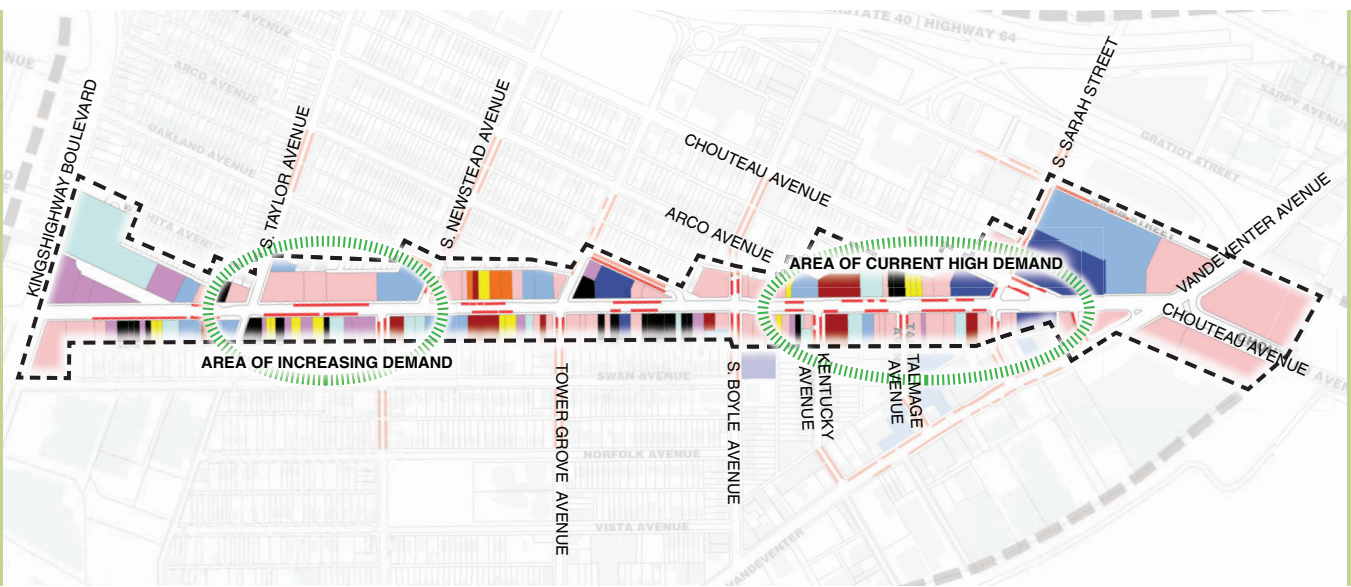 INTERSTATE 40 | HIGHWAY 64
ARCO AVENUE
OAKLAND AVENUE
KINGSHIGHWAY BOULEVARD
S. TAYLOR AVENUE
S. NEWSTEAD AVENUE
CHOUTEAU AVENUE
ARCO AVENUE
S. SARAH STREET
SARPY AVENUE
GRATIOT STREET
VANDEVENTER AVENUE
CHOUTEAU AVENUE
AREA OF CURRENT HIGH DEMAND
AREA OF INCREASING DEMAND
SWAN AVENUE
TOWER GROVE AVENUE
S. BOYLE AVENUE
KENTUCKY
AVENUE
TALMAGE
AVENUE
NORFOLK AVENUE
VISTA AVENUE
VANDEVENTER